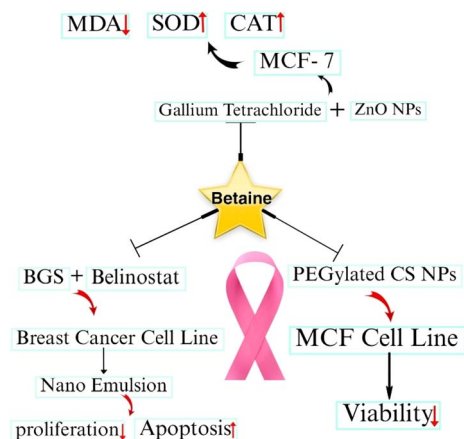 MDA↓ SOD↑ CAT↑
MCF- 7
Gallium Tetrachloride + ZnO NPs
Betaine
BGS + Belinostat
PEGylated CS NPs
Breast Cancer Cell Line
MCF Cell Line
Nano Emulsion
Viability↓
proliferation↓ Apoptosis↑